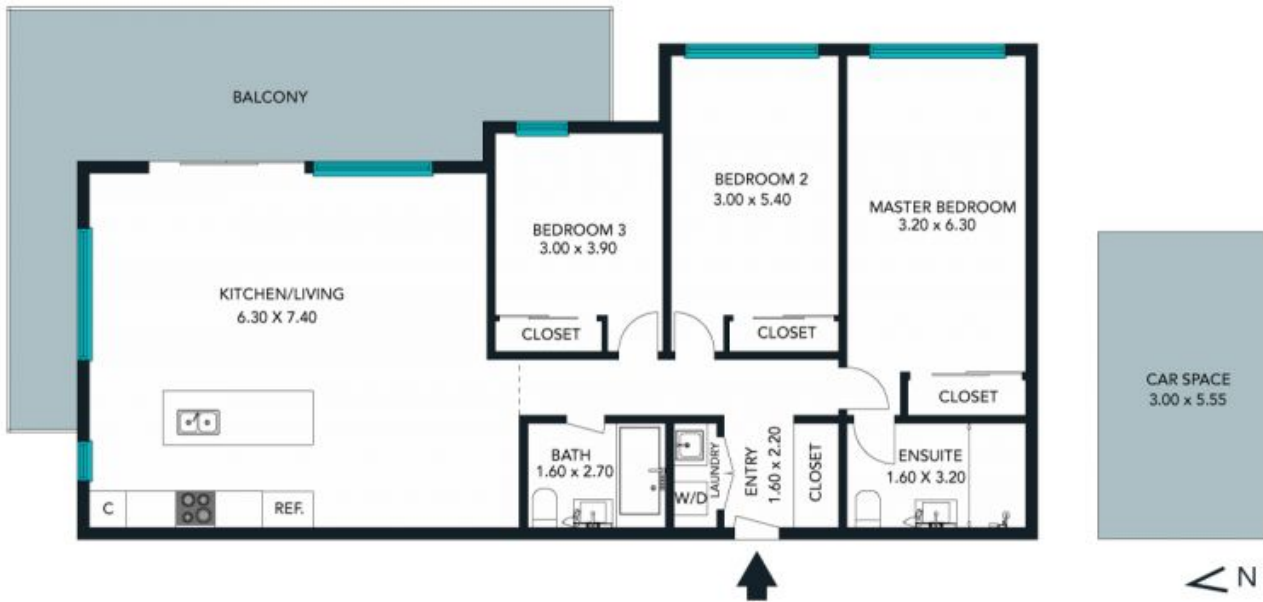 BALCONY
BEDROOM 2
3.00 x 5.40
MASTER BEDROOM
3.20 x 6.30
BEDROOM 3
3.00 x 3.90
KITCHEN/LIVING
6.30 X 7.40
CLOSET
CLOSET
CLOSET
CAR SPACE
3.00 x 5.55
BATH
1.60 x 2.70
LAUNDRY
W/D
ENTRY
1.60 x 2.20
CLOSET
ENSUITE
1.60 X 3.20
C
REF.
N